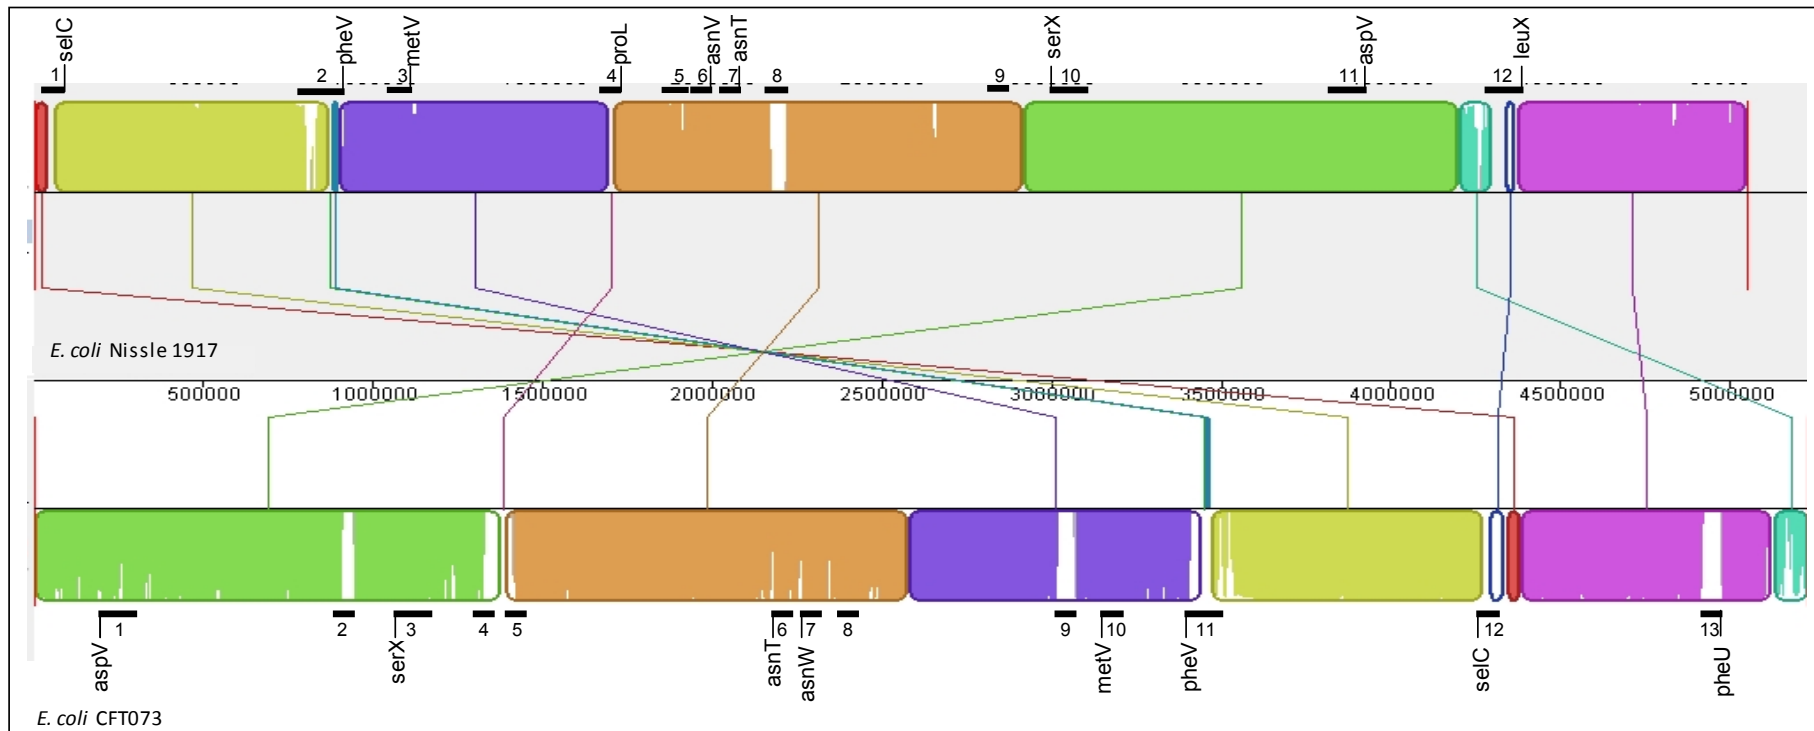 selC pheV metV proL asnV asnT serX aspV leuX
1 2 3 4 5 6 7 8 9 10 11 12
E. coli Nissle 1917
500000 1000000 1500000 2000000 2500000 3000000 3500000 4000000 4500000 5000000
1 2 3 4 5 6 7 8 9 10 11 12 13
aspV serX asnT asnW metV pheV selC pheU
E. coli CFT073